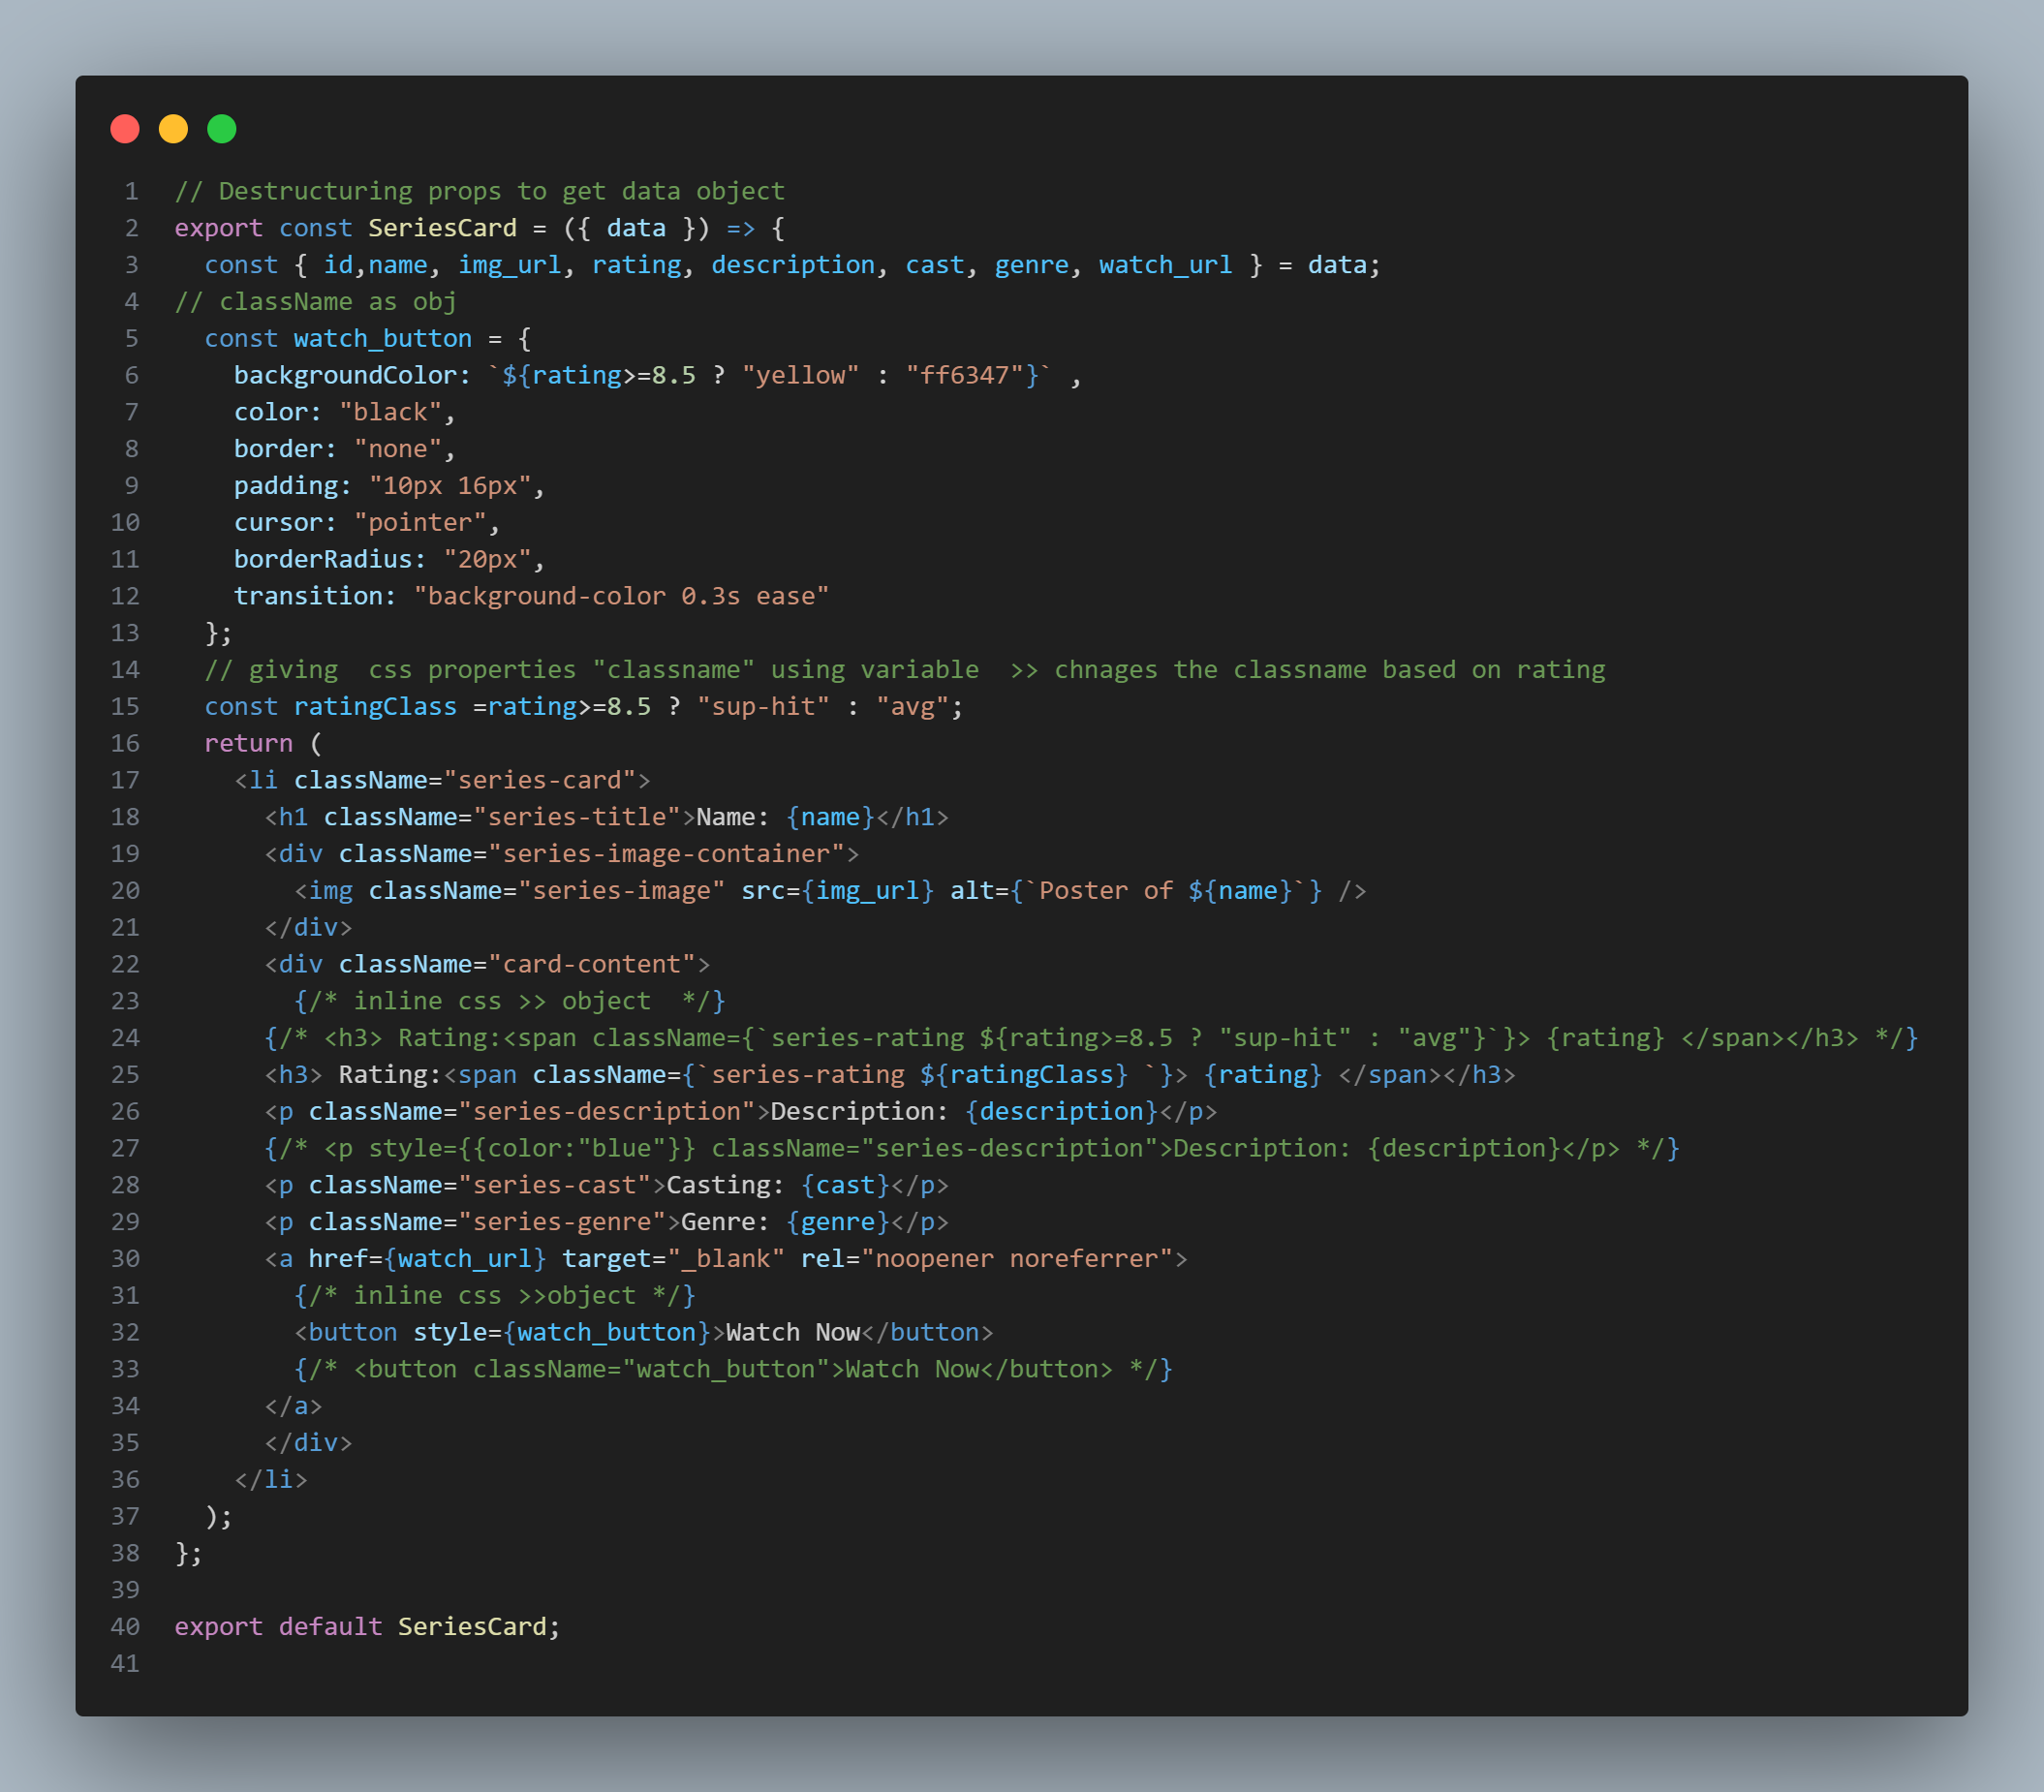 1 // Destructuring props to get data object
2 export const SeriesCard = ({ data }) => {
3   const { id,name, img_url, rating, description, cast, genre, watch_url } = data;
4 // className as obj
5   const watch_button = {
6     backgroundColor: `${rating>=8.5 ? "yellow" : "ff6347"}` ,
7     color: "black",
8     border: "none",
9     padding: "10px 16px",
10     cursor: "pointer",
11     borderRadius: "20px",
12     transition: "background-color 0.3s ease"
13   };
14   // giving  css properties "classname" using variable  >> chnages the classname based on rating
15   const ratingClass =rating>=8.5 ? "sup-hit" : "avg";
16   return (
17     <li className="series-card">
18       <h1 className="series-title">Name: {name}</h1>
19       <div className="series-image-container">
20         <img className="series-image" src={img_url} alt={`Poster of ${name}`} />
21       </div>
22       <div className="card-content">
23         {/* inline css >> object  */}
24       {/* <h3> Rating:<span className={`series-rating ${rating>=8.5 ? "sup-hit" : "avg"}`}> {rating} </span></h3> */}
25       <h3> Rating:<span className={`series-rating ${ratingClass} `}> {rating} </span></h3>
26       <p className="series-description">Description: {description}</p>
27       {/* <p style={{color:"blue"}} className="series-description">Description: {description}</p> */}
28       <p className="series-cast">Casting: {cast}</p>
29       <p className="series-genre">Genre: {genre}</p>
30       <a href={watch_url} target="_blank" rel="noopener noreferrer">
31         {/* inline css >>object */}
32         <button style={watch_button}>Watch Now</button>
33         {/* <button className="watch_button">Watch Now</button> */}
34       </a>
35       </div>
36     </li>
37   );
38 };
39
40 export default SeriesCard;
41